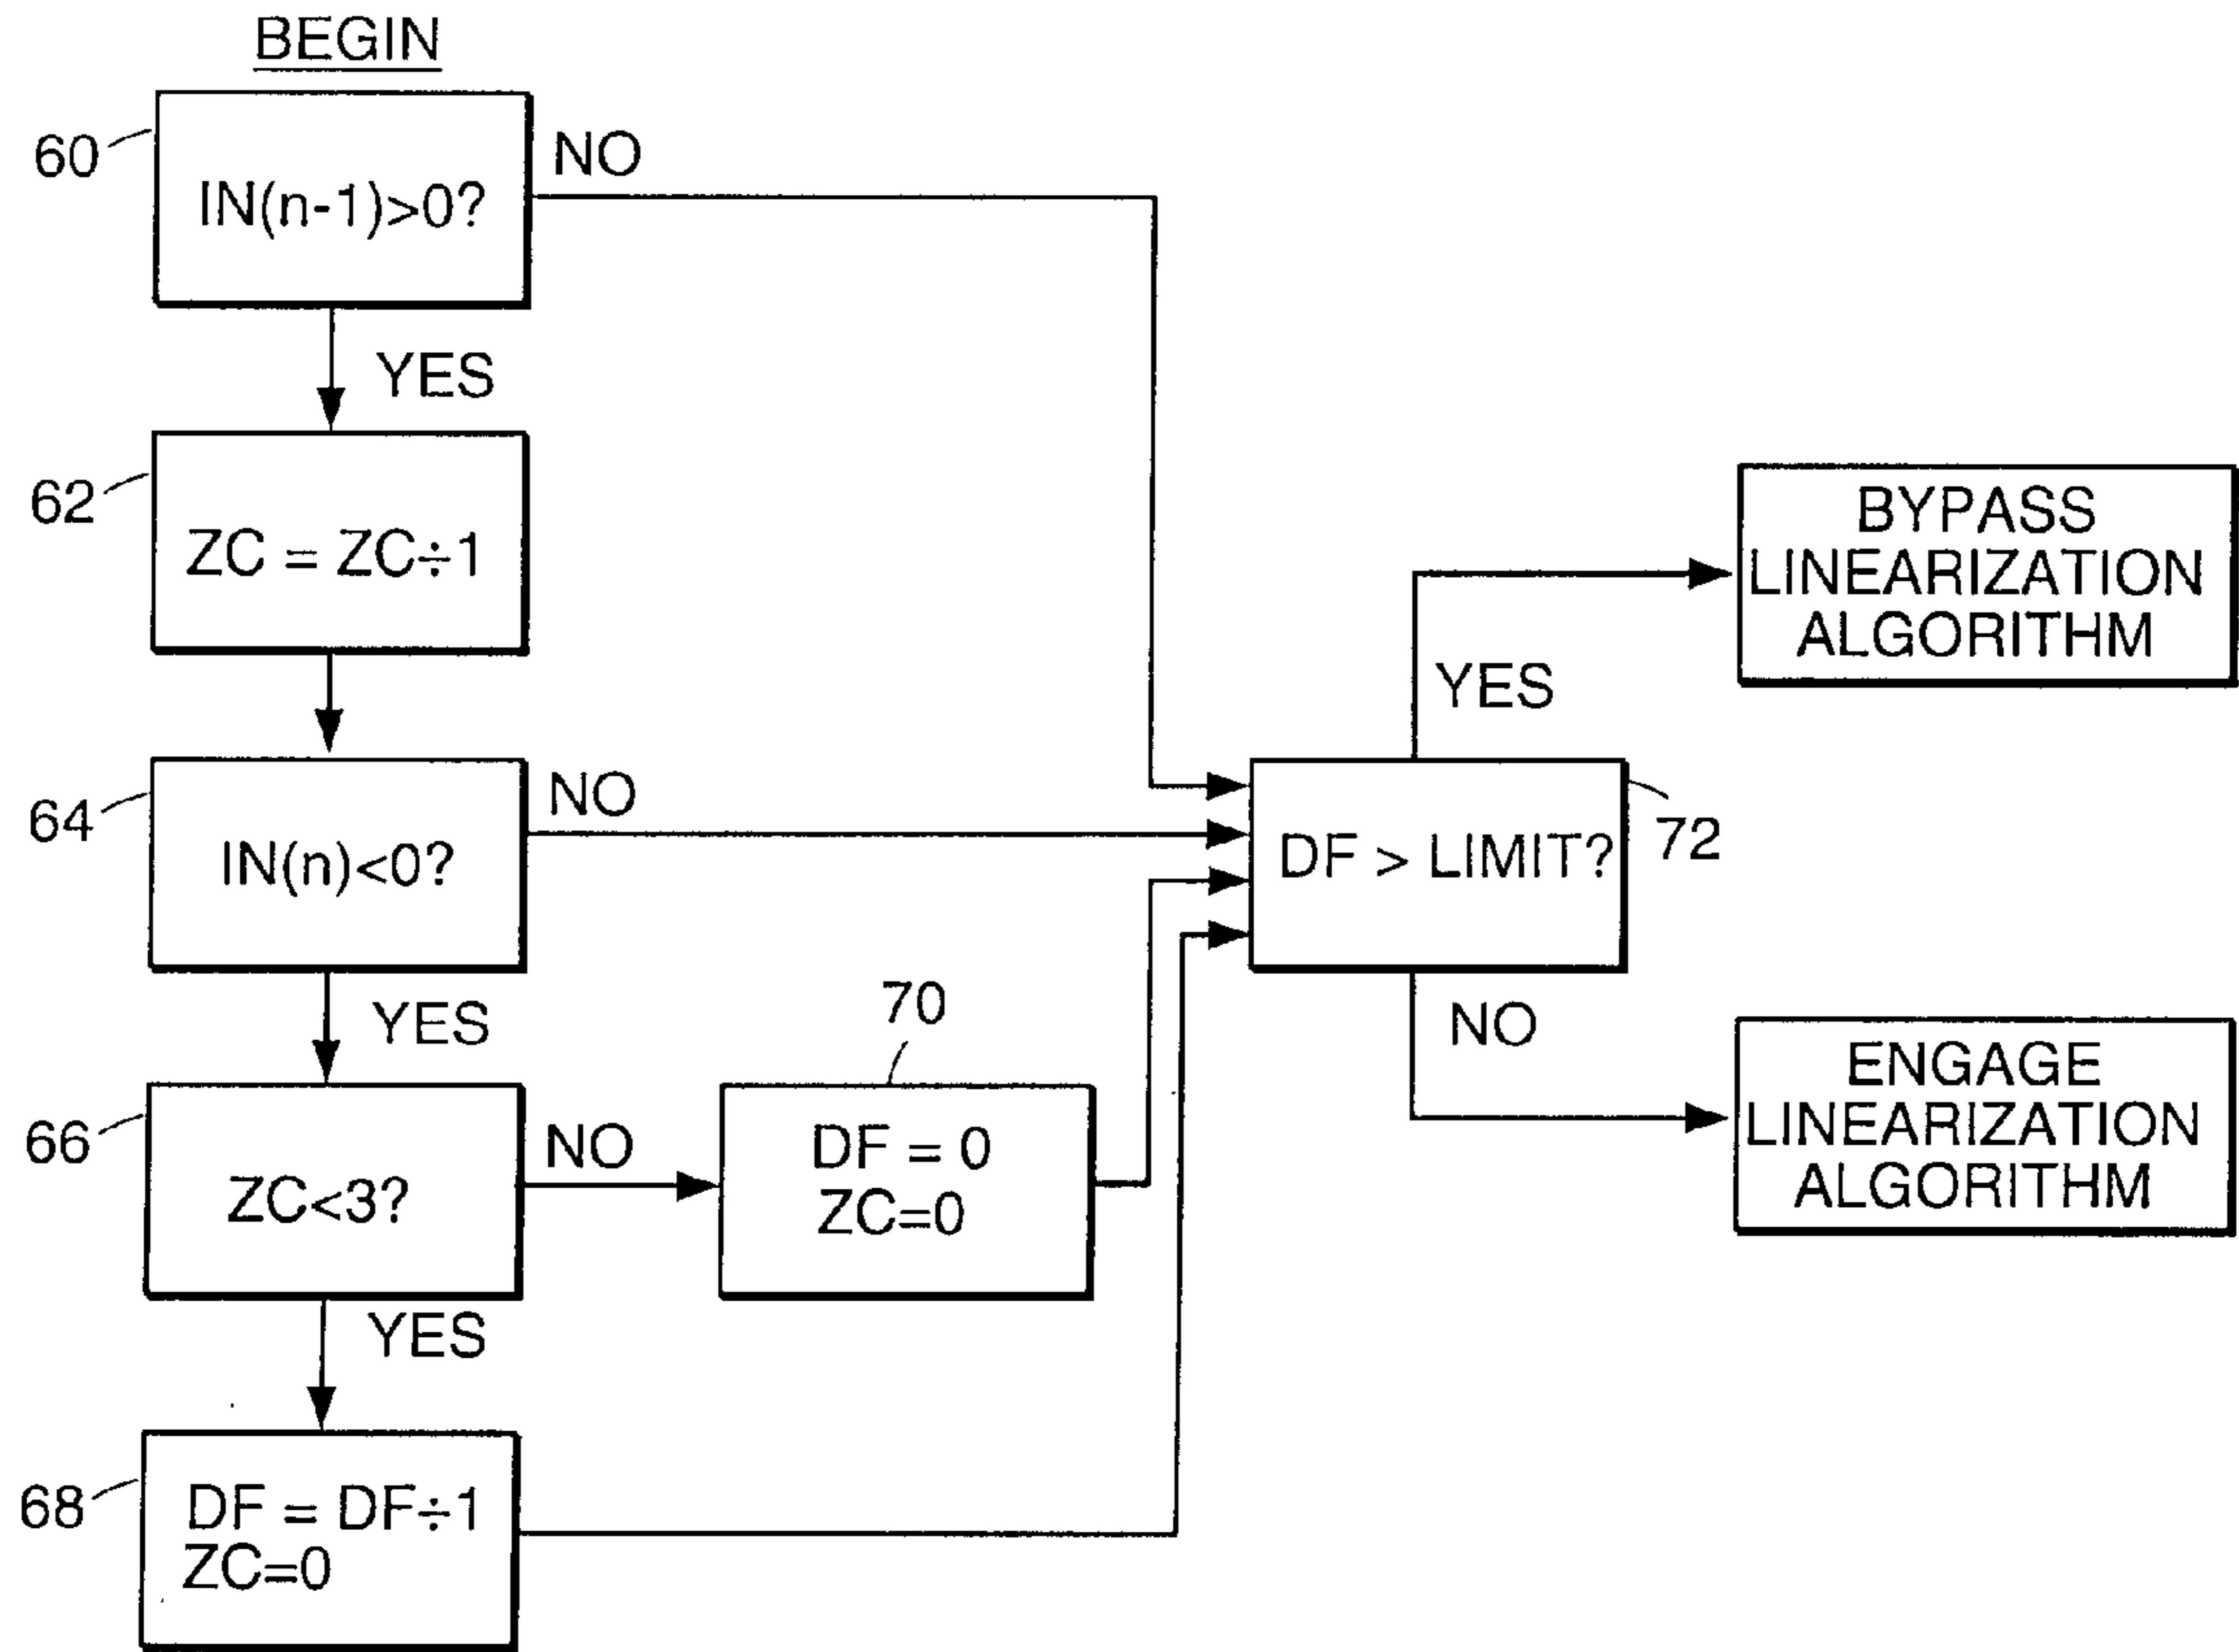 BEGIN
60
IN(n-1)>0?
NO
YES
62
ZC = ZC÷1
64
IN(n)<0?
NO
YES
66
ZC<3?
NO
70
DF = 0
ZC=0
YES
68
DF = DF÷1
ZC=0
DF > LIMIT?
72
YES
BYPASS
LINEARIZATION
ALGORITHM
NO
ENGAGE
LINEARIZATION
ALGORITHM